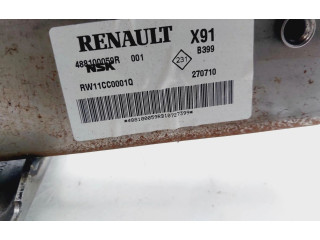 RENAULT X91
488100059R 001 B399
NSK 231
RW11CC0001Q 270710